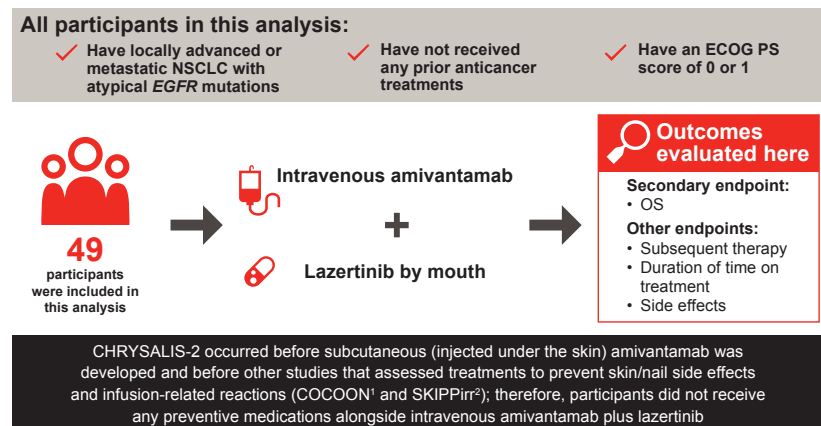 All participants in this analysis:
Have locally advanced or
metastatic NSCLC with
atypical EGFR mutations
Have not received
any prior anticancer
treatments
Have an ECOG PS
score of 0 or 1
49
participants
were included in
this analysis
Intravenous amivantamab
+
Lazertinib by mouth
Outcomes
evaluated here
Secondary endpoint:
• OS
Other endpoints:
• Subsequent therapy
• Duration of time on
treatment
• Side effects
CHRYSALIS-2 occurred before subcutaneous (injected under the skin) amivantamab was
developed and before other studies that assessed treatments to prevent skin/nail side effects
and infusion-related reactions (COCOON¹ and SKIPPirr²); therefore, participants did not receive
any preventive medications alongside intravenous amivantamab plus lazertinib